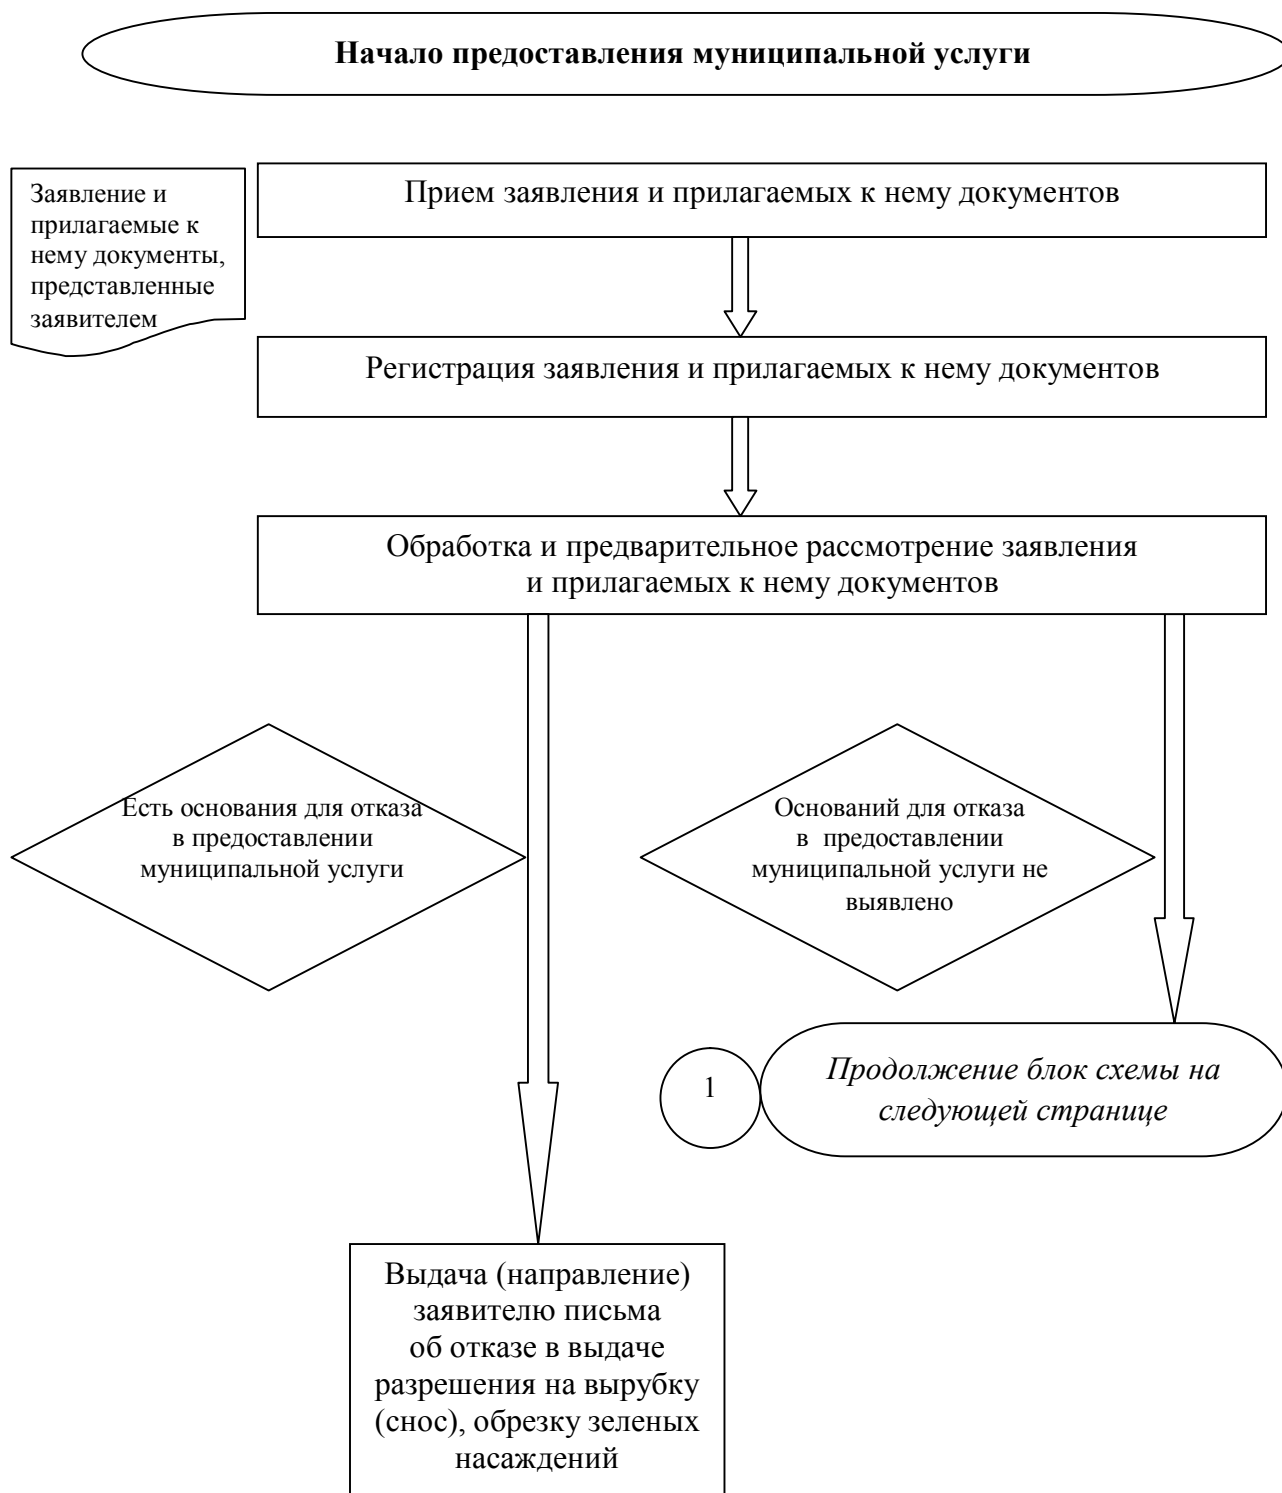 Начало предоставления муниципальной услуги
Заявление и
прилагаемые к
нему документы,
представленные
заявителем
Прием заявления и прилагаемых к нему документов
Регистрация заявления и прилагаемых к нему документов
Обработка и предварительное рассмотрение заявления
и прилагаемых к нему документов
Есть основания для отказа
в предоставлении
муниципальной услуги
Оснований для отказа
в предоставлении
муниципальной услуги не
выявлено
1
Продолжение блок схемы на
следующей странице
Выдача (направление)
заявителю письма
об отказе в выдаче
разрешения на вырубку
(снос), обрезку зеленых
насаждений